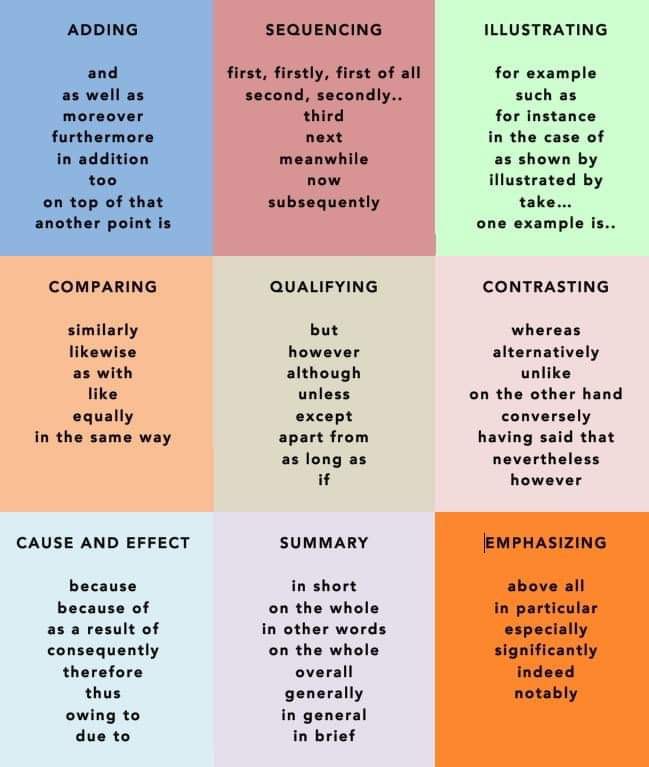 ADDING
and
as well as
moreover
furthermore
in addition
too
on top of that
another point is
SEQUENCING
first, firstly, first of all
second, secondly..
third
next
meanwhile
now
subsequently
ILLUSTRATING
for example
such as
for instance
in the case of
as shown by
illustrated by
take...
one example is..
COMPARING
similarly
likewise
as with
like
equally
in the same way
QUALIFYING
but
however
although
unless
except
apart from
as long as
if
CONTRASTING
whereas
alternatively
unlike
on the other hand
conversely
having said that
nevertheless
however
CAUSE AND EFFECT
because
because of
as a result of
consequently
therefore
thus
owing to
due to
SUMMARY
in short
on the whole
in other words
on the whole
overall
generally
in general
in brief
EMPHASIZING
above all
in particular
especially
significantly
indeed
notably